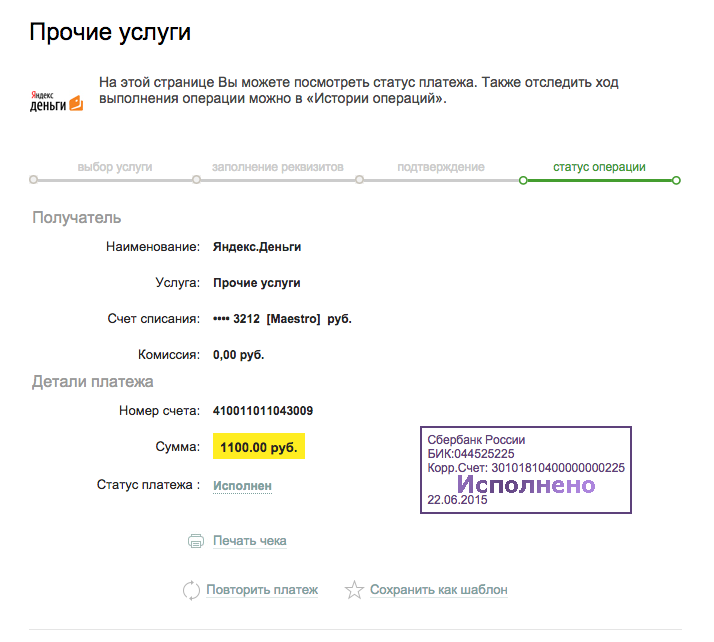 Прочие услуги
Яндекс
деньги
На этой странице Вы можете посмотреть статус платежа. Также отследить ход
выполнения операции можно в «Истории операций».
выбор услуги
заполнение реквизитов
подтверждение
статус операции
Получатель
Наименование: Яндекс.Деньги
Услуга: Прочие услуги
Счет списания: •••• 3212 [Maestro] руб.
Комиссия: 0,00 руб.
Детали платежа
Номер счета: 410011011043009
Сумма: 1100.00 руб.
Статус платежа : Исполнен
Сбербанк России
БИК:044525225
Корр.Счет: 30101810400000000225
Исполнено
22.06.2015
Печать чека
Повторить платеж
Сохранить как шаблон